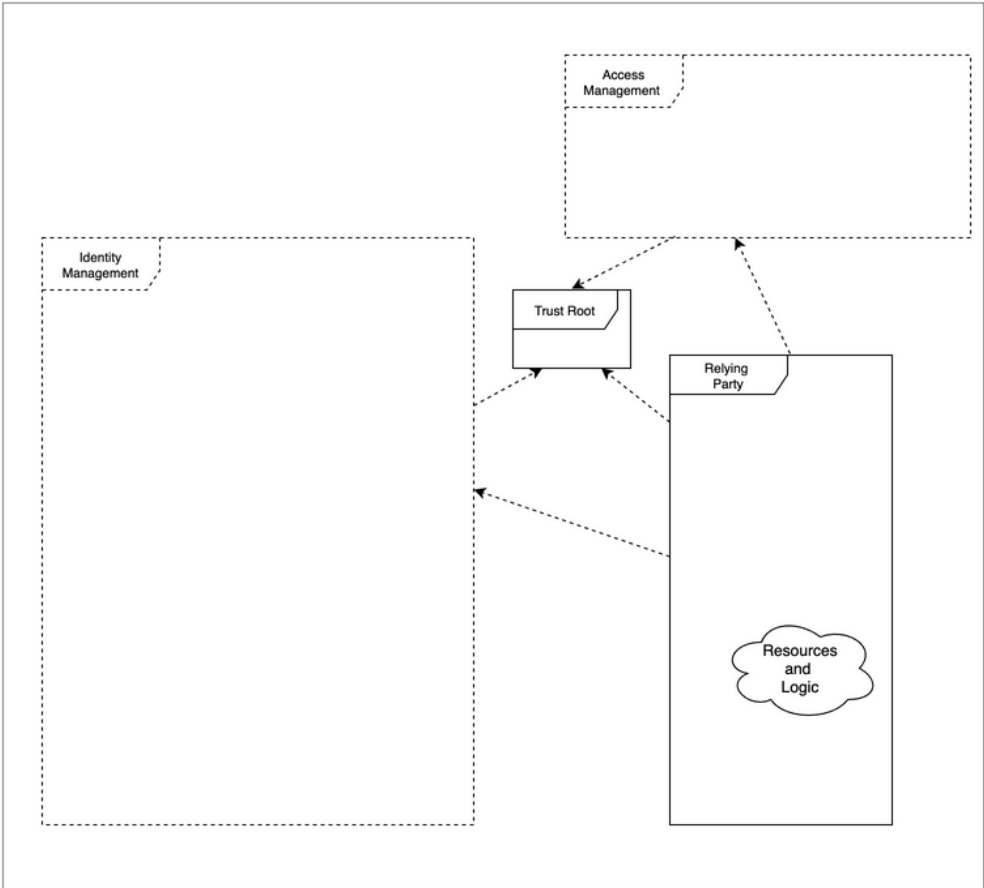 Access
Management
Identity
Management
Trust Root
Relying
Party
Resources
and
Logic